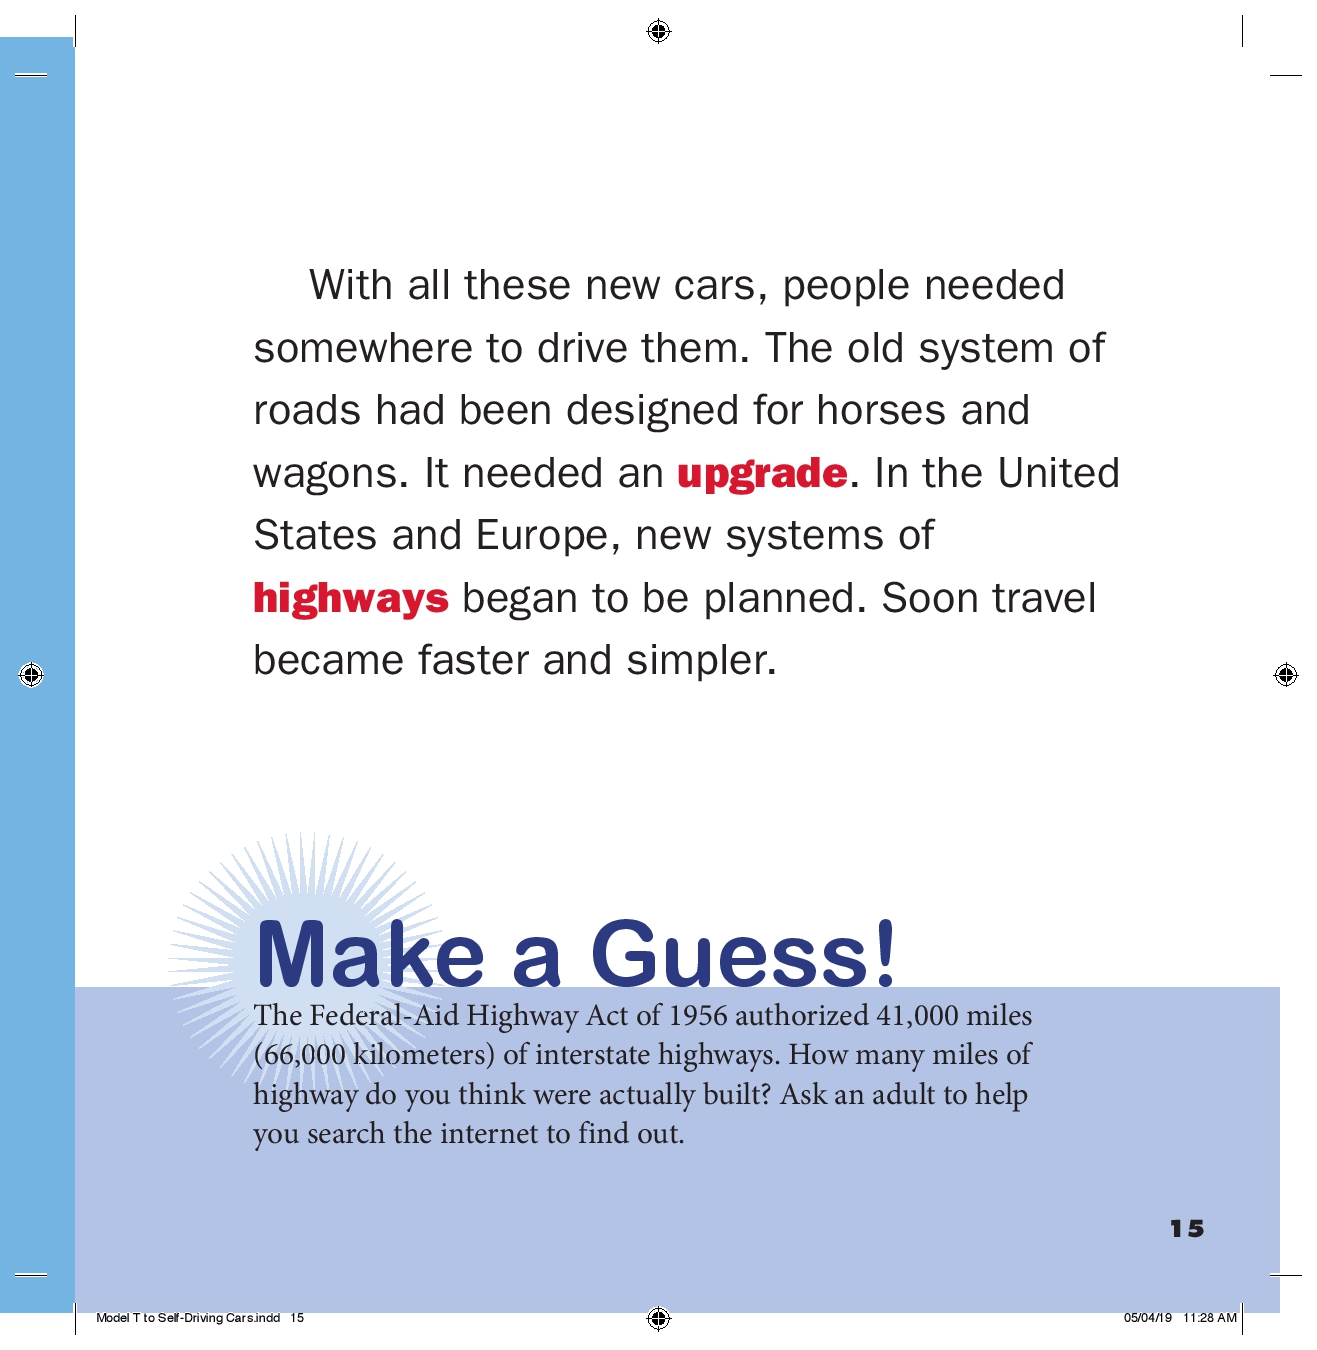 With all these new cars, people needed
somewhere to drive them. The old system of
roads had been designed for horses and
wagons. It needed an upgrade. In the United
States and Europe, new systems of
highways began to be planned. Soon travel
became faster and simpler.
Make a Guess!
The Federal-Aid Highway Act of 1956 authorized 41,000 miles
(66,000 kilometers) of interstate highways. How many miles of
highway do you think were actually built? Ask an adult to help
you search the internet to find out.
15
Model T to Self-Driving Cars.indd 15
05/04/19 11:28 AM